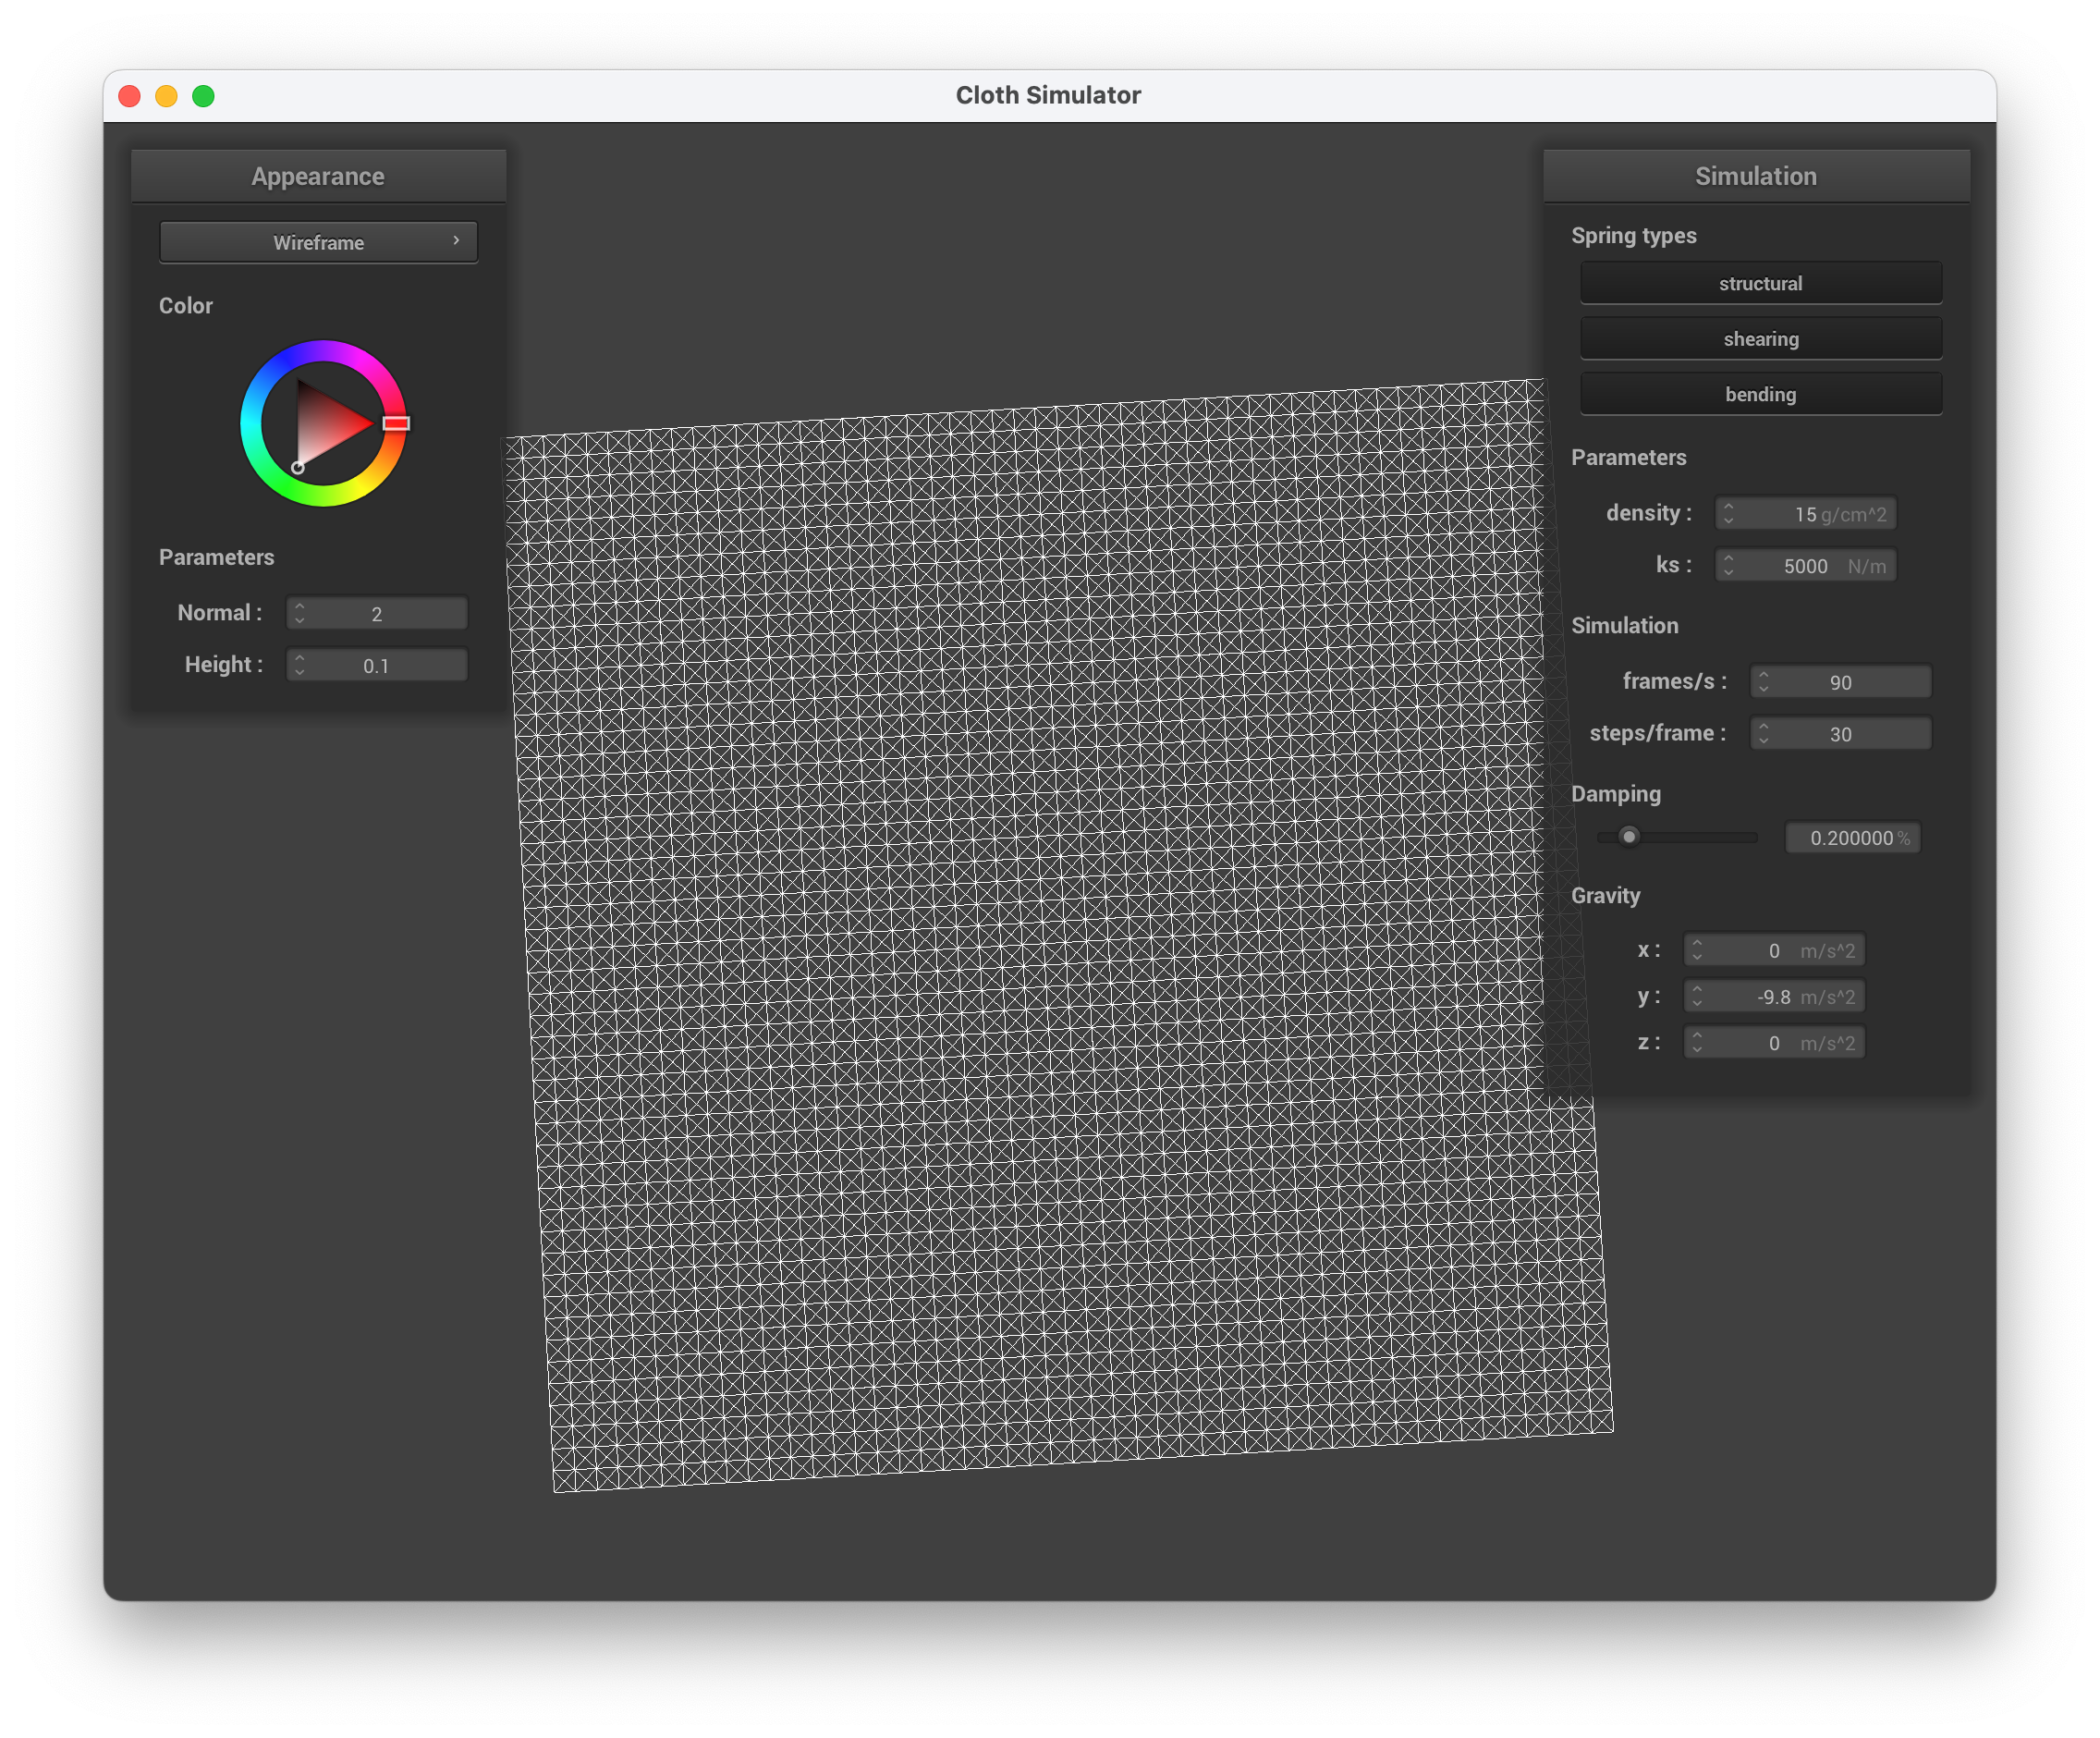 Cloth Simulator
Appearance
Wireframe
Color
Parameters
Normal : 2
Height : 0.1
Simulation
Spring types
structural
shearing
bending
Parameters
density : 15 g/cm^2
ks : 5000 N/m
Simulation
frames/s : 90
steps/frame : 30
Damping
0.200000 %
Gravity
x : 0 m/s^2
y : -9.8 m/s^2
z : 0 m/s^2